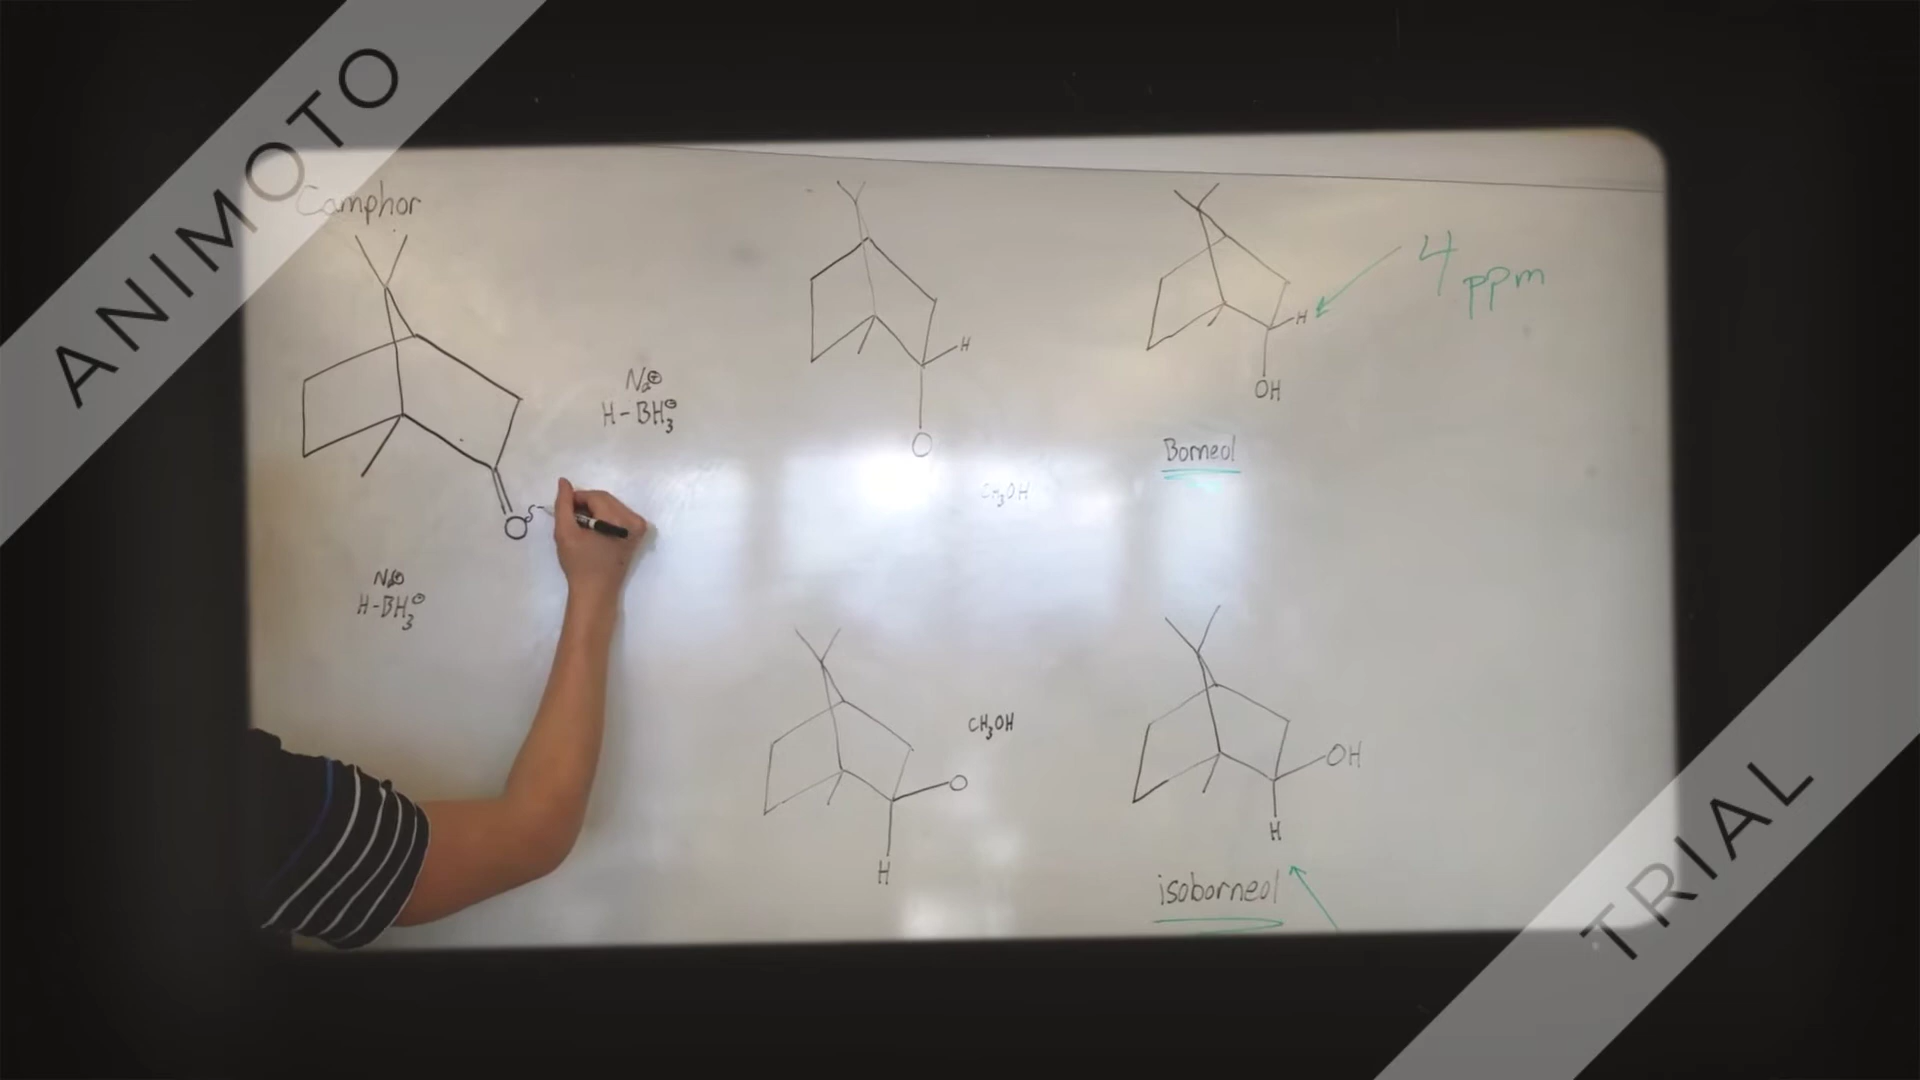 ANIMOTO
Camphor
Na⊕
H-BH₃⊖
O δ-
Na⊕
H-BH₃⊖
H
O
CH₃OH
H
OH
4 ppm
Borneol
CH₃OH
O
H
OH
H
isoborneol
TRIAL